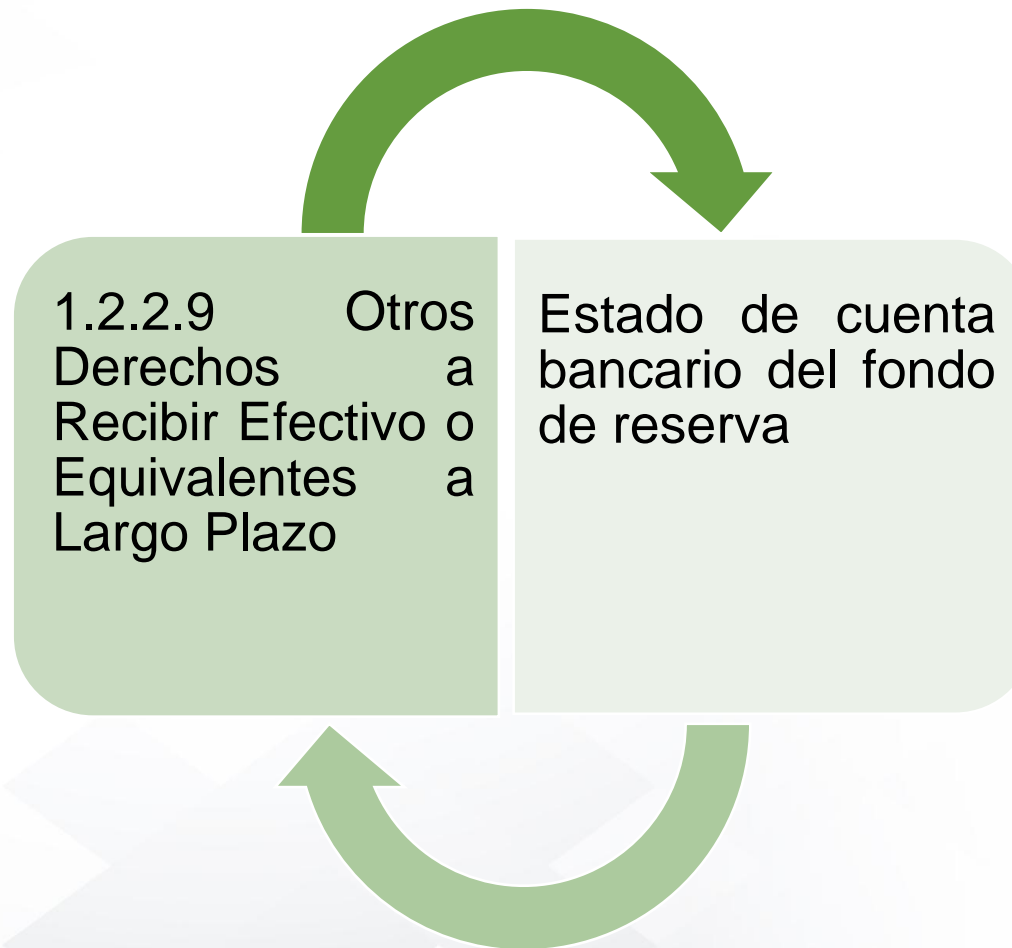 1.2.2.9 Otros
Derechos a
Recibir Efectivo o
Equivalentes a
Largo Plazo
Estado de cuenta
bancario del fondo
de reserva